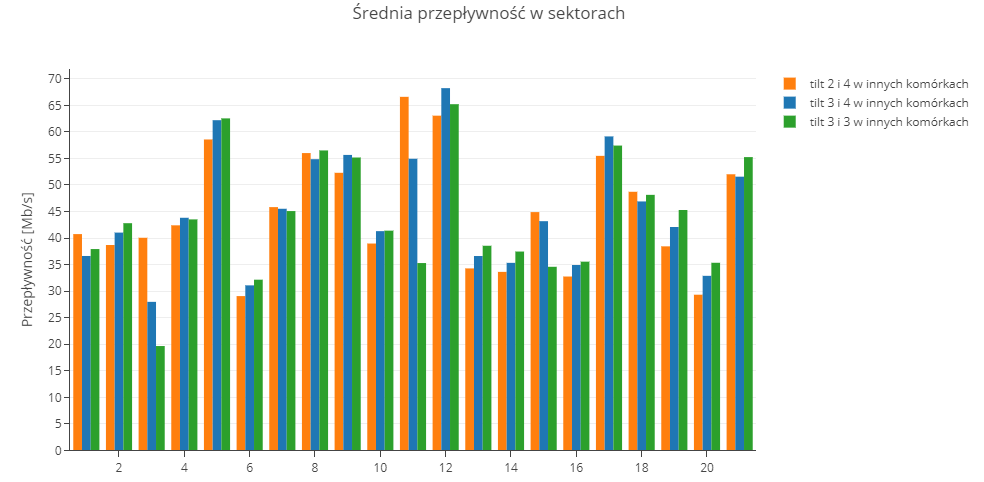 Średnia przepływność w sektorach
70
65
60
55
50
45
40
35
30
25
20
15
10
5
0
Przepływność [Mb/s]
2 4 6 8 10 12 14 16 18 20
tilt 2 i 4 w innych komórkach
tilt 3 i 4 w innych komórkach
tilt 3 i 3 w innych komórkach